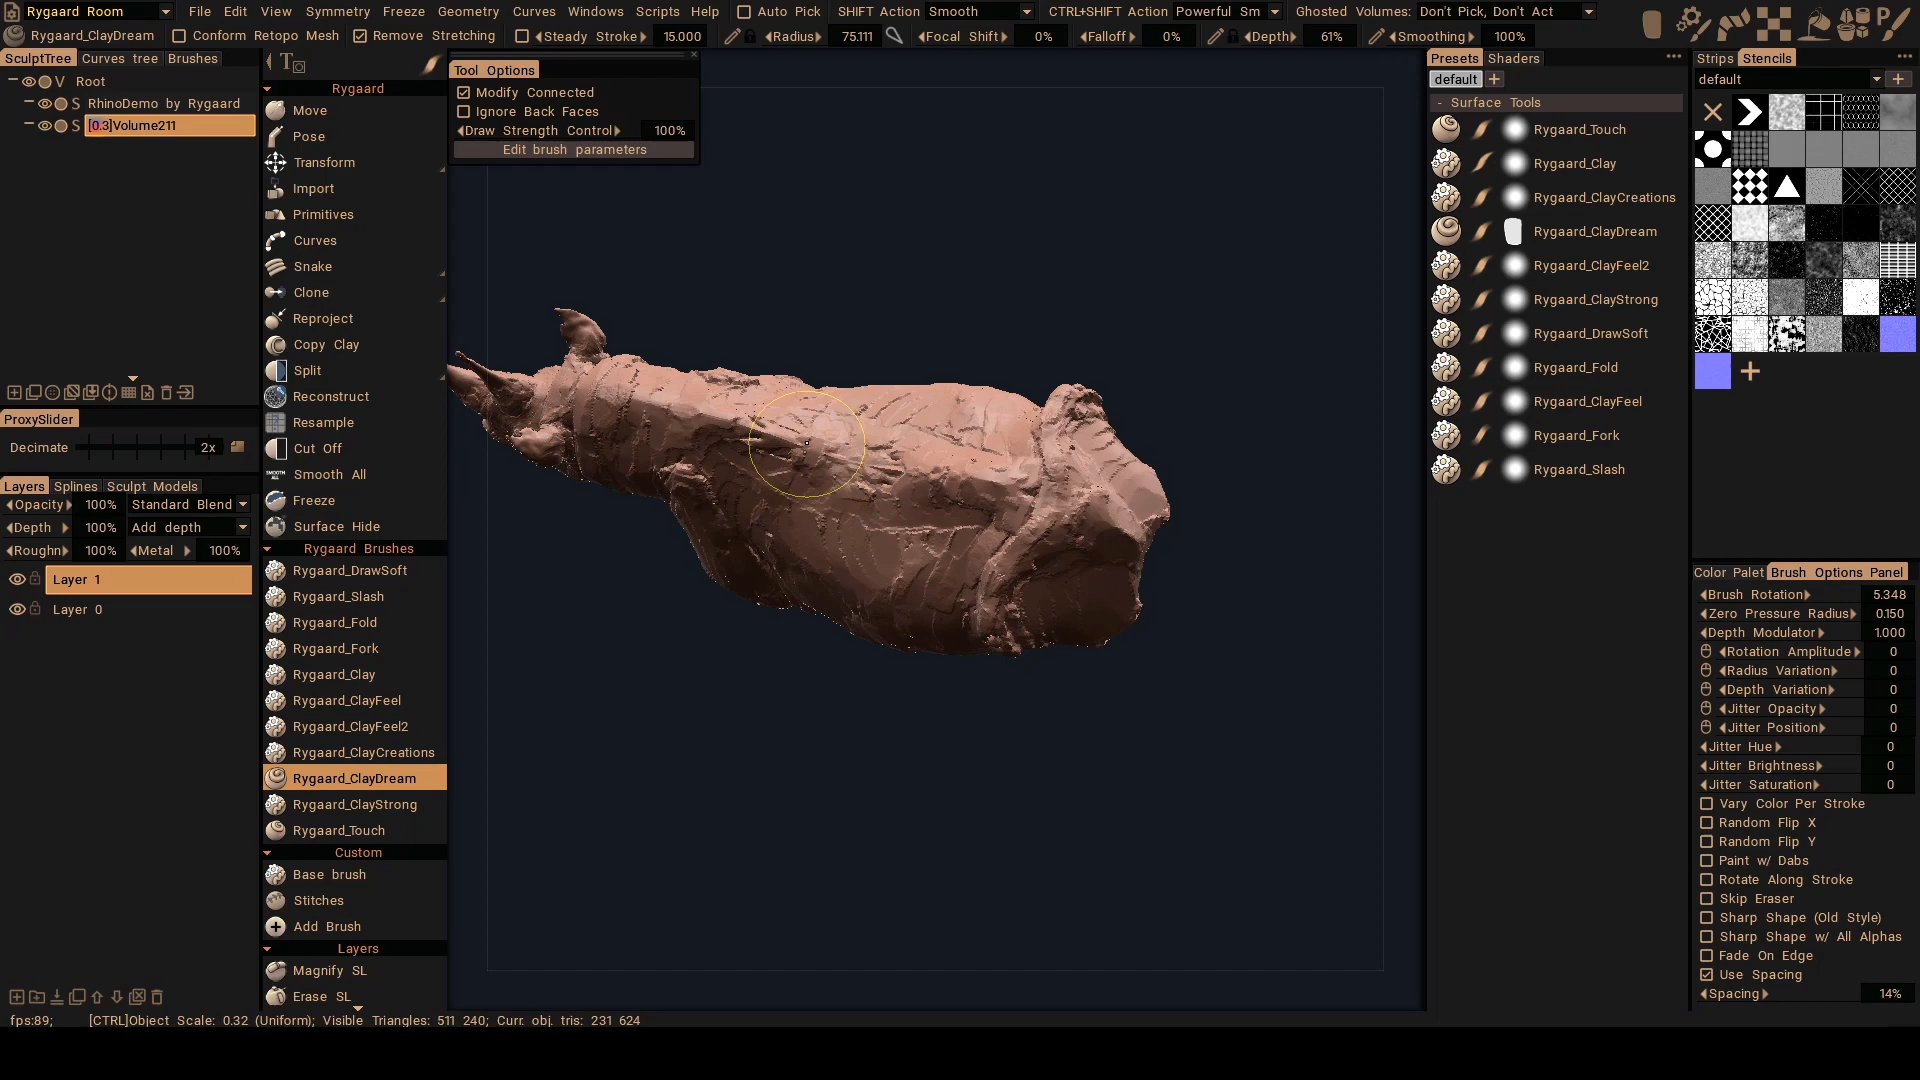 Rygaard Room File Edit View Symmetry Freeze Geometry Curves Windows Scripts Help Auto Pick SHIFT Action Smooth CTRL+SHIFT Action Powerful Sm Ghosted Volumes: Don't Pick, Don't Act
Rygaard_ClayDream Conform Retopo Mesh Remove Stretching Steady Stroke 15.000 Radius 75.111 Focal Shift 0% Falloff 0% Depth 61% Smoothing 100%
SculptTree Curves tree Brushes
V Root
S RhinoDemo by Rygaard
S [0.3]Volume211
ProxySlider
Decimate 2x
Layers Splines Sculpt Models
Opacity 100% Standard Blend
Depth 100% Add depth
Roughn 100% Metal 100%
Layer 1
Layer 0
Rygaard
Move
Pose
Transform
Import
Primitives
Curves
Snake
Clone
Reproject
Copy Clay
Split
Reconstruct
Resample
Cut Off
SMOOTH ALL Smooth All
Freeze
Surface Hide
Rygaard Brushes
Rygaard_DrawSoft
Rygaard_Slash
Rygaard_Fold
Rygaard_Fork
Rygaard_Clay
Rygaard_ClayFeel
Rygaard_ClayFeel2
Rygaard_ClayCreations
Rygaard_ClayDream
Rygaard_ClayStrong
Rygaard_Touch
Custom
Base brush
Stitches
Add Brush
Layers
Magnify SL
Erase SL
Tool Options
Modify Connected
Ignore Back Faces
Draw Strength Control 100%
Edit brush parameters
Presets Shaders
default
- Surface Tools
Rygaard_Touch
Rygaard_Clay
Rygaard_ClayCreations
Rygaard_ClayDream
Rygaard_ClayFeel2
Rygaard_ClayStrong
Rygaard_DrawSoft
Rygaard_Fold
Rygaard_ClayFeel
Rygaard_Fork
Rygaard_Slash
Strips Stencils
default
Color Palet Brush Options Panel
Brush Rotation 5.348
Zero Pressure Radius 0.150
Depth Modulator 1.000
Rotation Amplitude 0
Radius Variation 0
Depth Variation 0
Jitter Opacity 0
Jitter Position 0
Jitter Hue 0
Jitter Brightness 0
Jitter Saturation 0
Vary Color Per Stroke
Random Flip X
Random Flip Y
Paint w/ Dabs
Rotate Along Stroke
Skip Eraser
Sharp Shape (Old Style)
Sharp Shape w/ All Alphas
Fade On Edge
Use Spacing
Spacing 14%
fps:89; [CTRL]Object Scale: 0.32 (Uniform); Visible Triangles: 511 240; Curr. obj. tris: 231 624